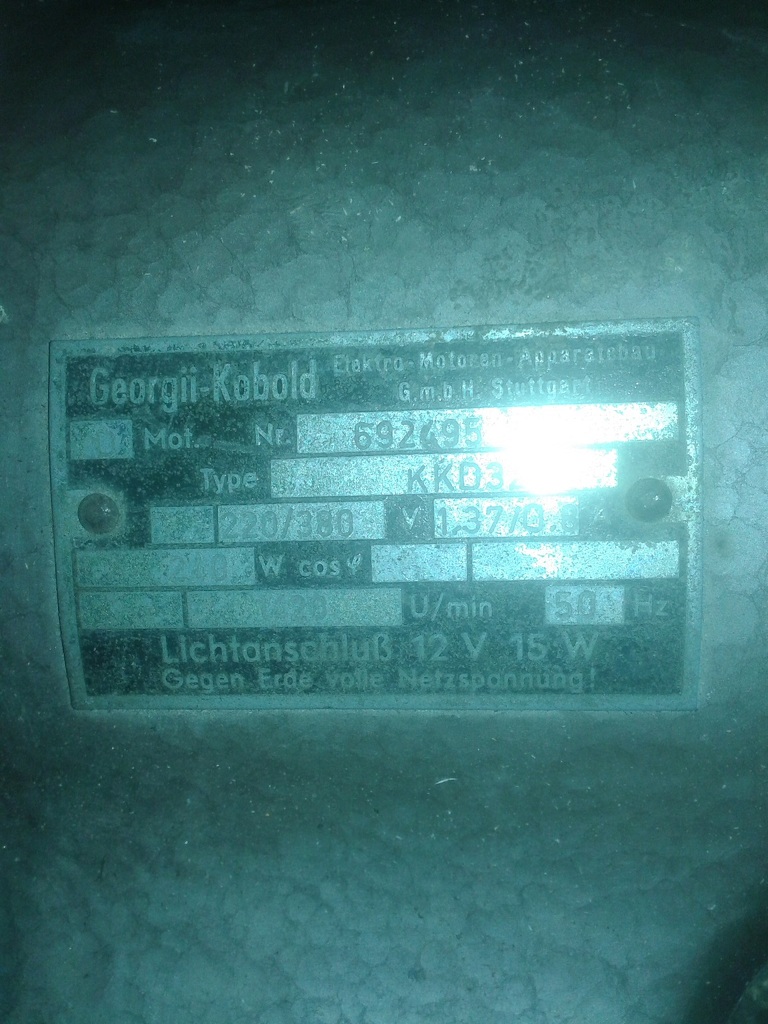 Georgii-Kobold Elektro-Motoren-Apparatebau
G.m.b.H. Stuttgart
Mot. Nr. 692495
Type
220/380 V
W cos φ
U/min 50 Hz
Lichtanschluß 12 V 15 W
Gegen Erde volle Netzspannung!